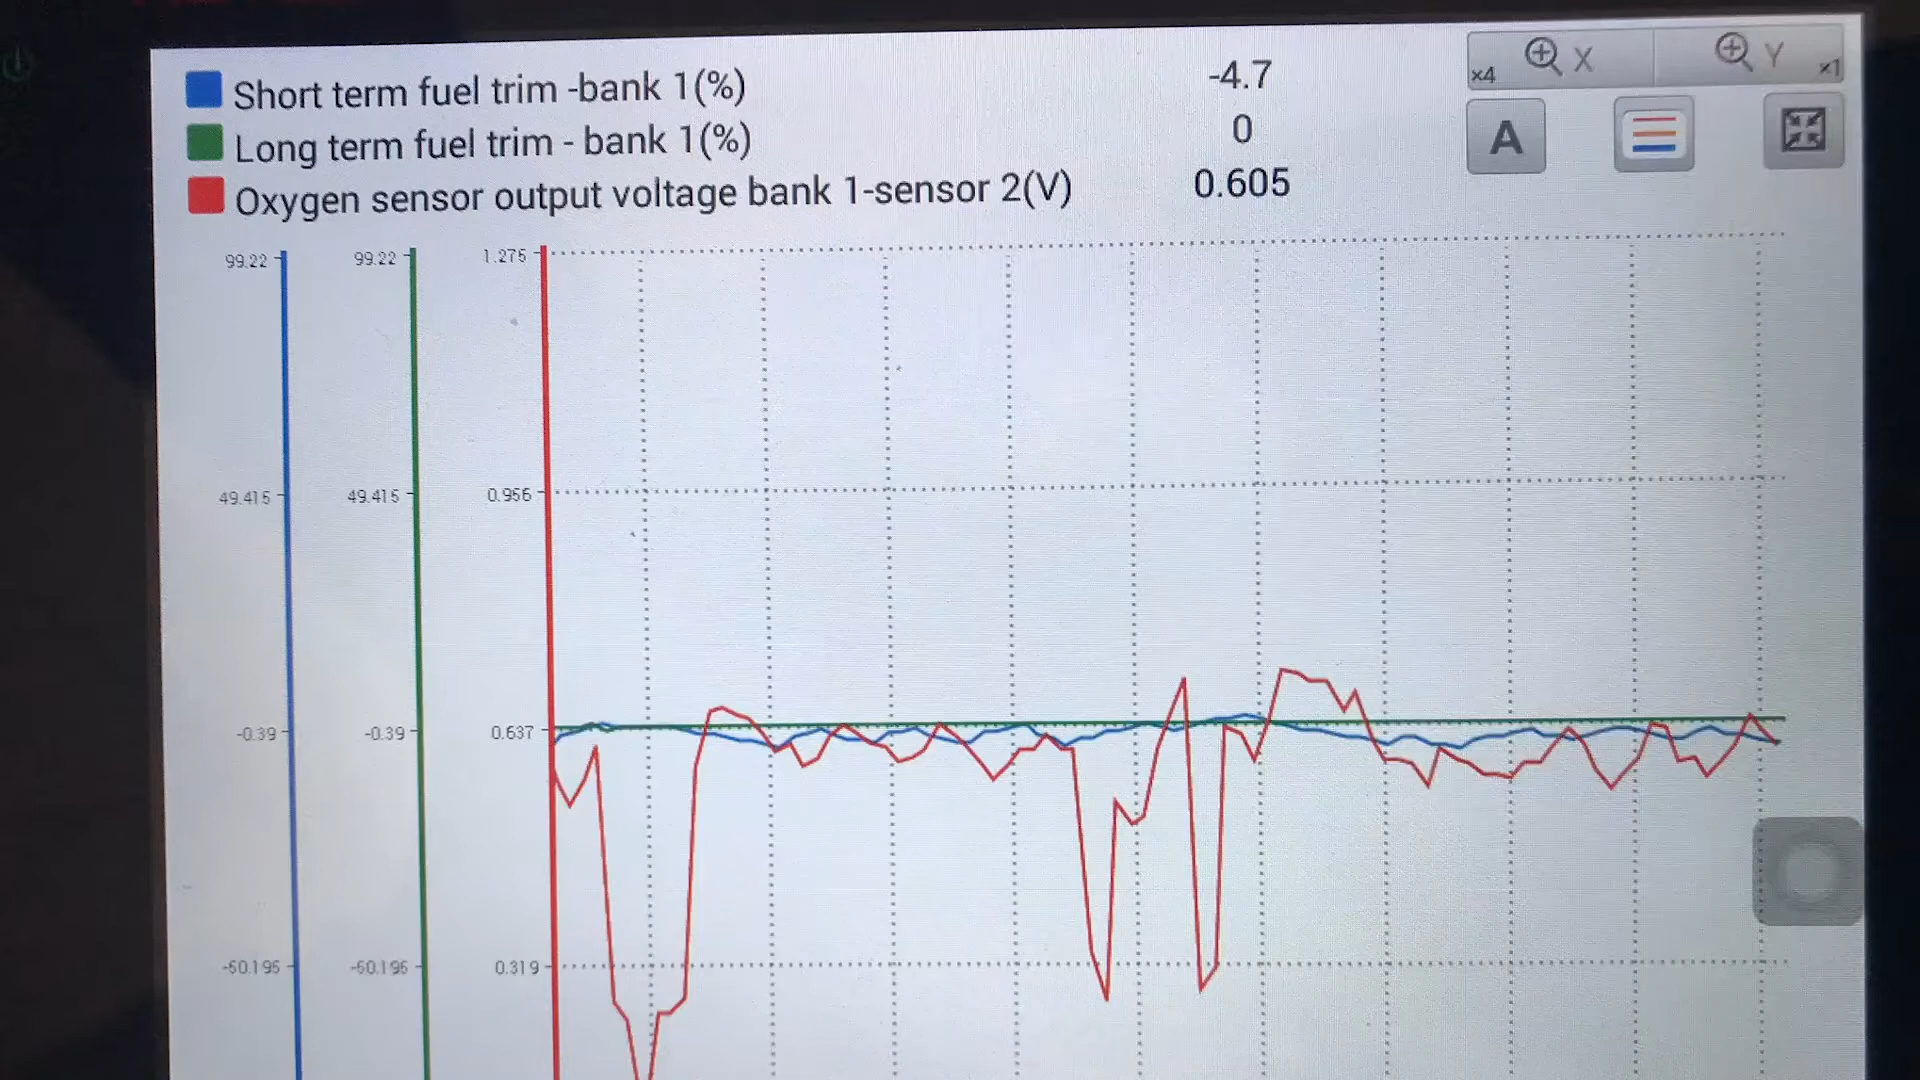 Short term fuel trim -bank 1(%) -4.7
Long term fuel trim - bank 1(%) 0
Oxygen sensor output voltage bank 1-sensor 2(V) 0.605
x4 X Y x1
A
99.22 99.22 1.275
49.415 49.415 0.956
-0.39 -0.39 0.637
-50.195 -50.195 0.319